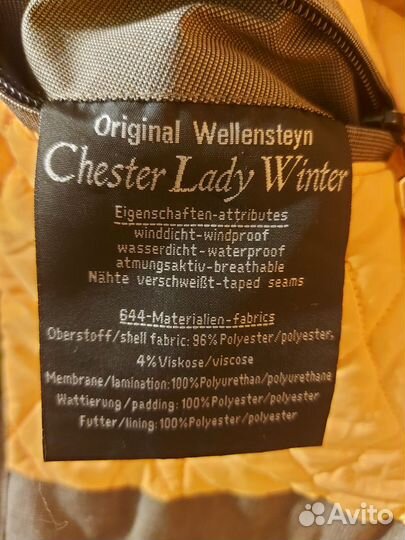 Original Wellensteyn
Chester Lady Winter
Eigenschaften-attributes
winddicht-windproof
wasserdicht-waterproof
atmungsaktiv-breathable
Nähte verschweißt-taped seams
644-Materialien-fabrics
Oberstoff/shell fabric: 96% Polyester/polyester,
4% Viskose/viscose
Membrane/lamination: 100% Polyurethan/polyurethane
Wattierung/padding: 100% Polyester/polyester
Futter/lining: 100% Polyester/polyester
Avito